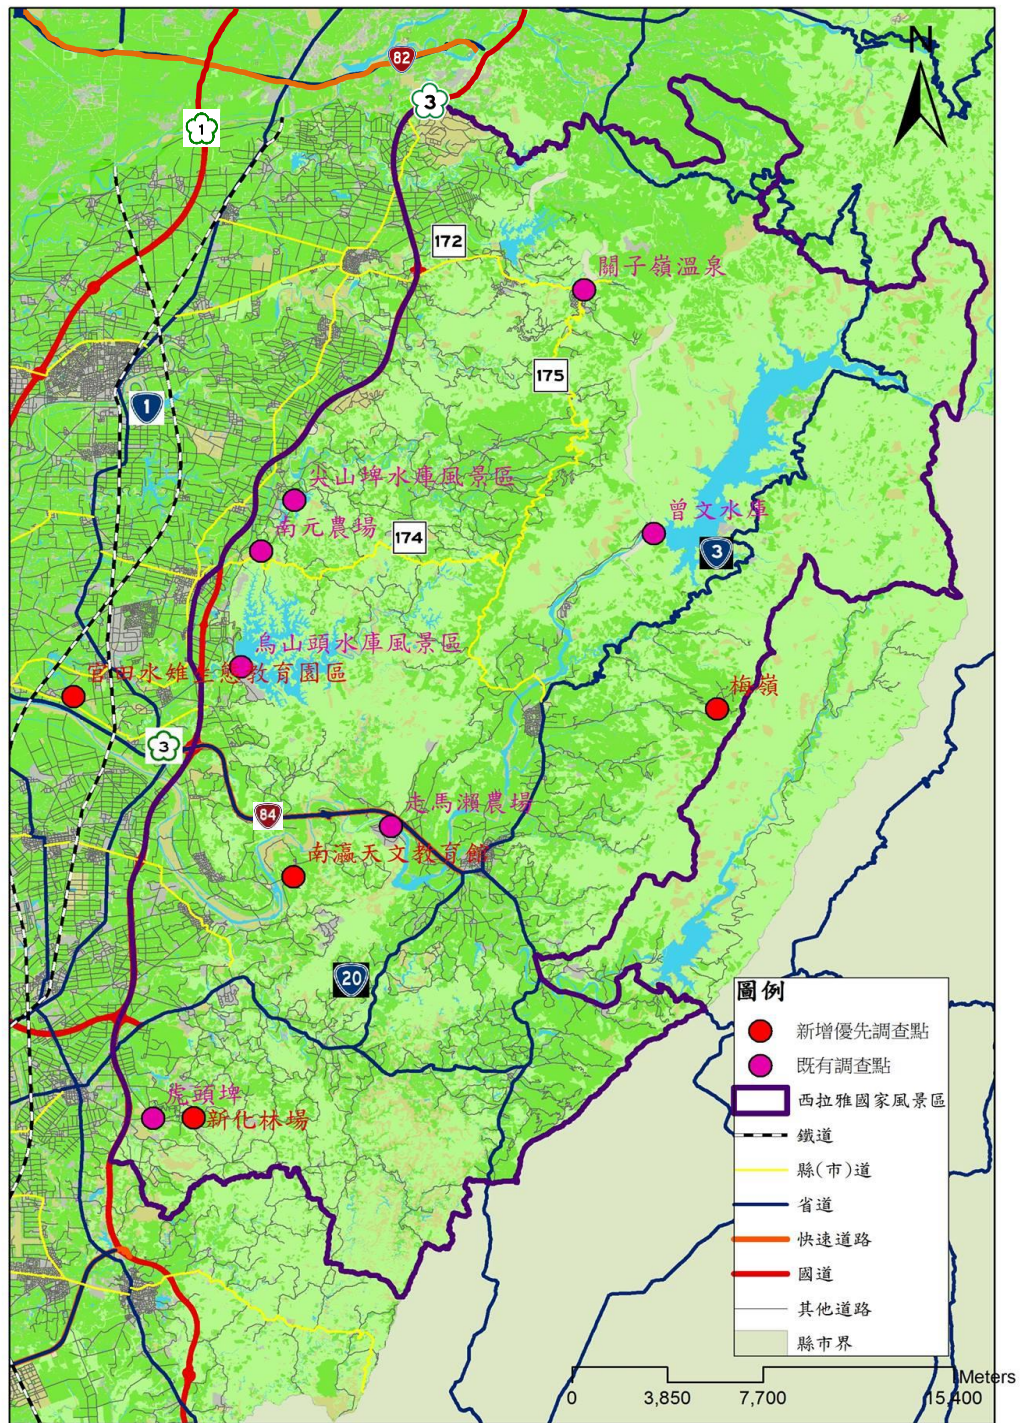 N
82
3
1
172
關子嶺溫泉
175
1
尖山埤水庫風景區
南元農場
174
曾文水庫
3
烏山頭水庫風景區
官田水雉生態教育園區
梅嶺
3
84
走馬瀨農場
南瀛天文教育館
20
虎頭埤
新化林場
圖例
新增優先調查點
既有調查點
西拉雅國家風景區
鐵道
縣(市)道
省道
快速道路
國道
其他道路
縣市界
Meters
0 3,850 7,700 15,400